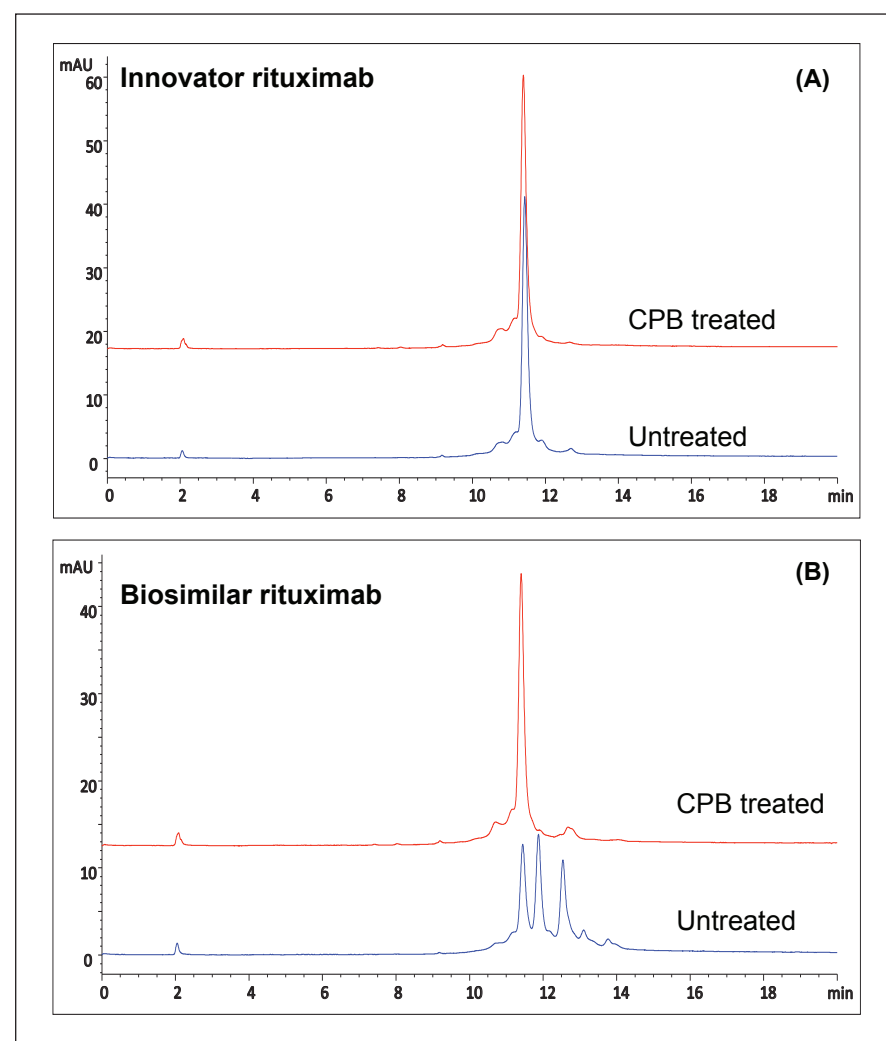 mAU
Innovator rituximab
(A)
60
50
40
30
CPB treated
20
10
Untreated
0
0 2 4 6 8 10 12 14 16 18 min
mAU
(B)
Biosimilar rituximab
40
30
20
CPB treated
10
Untreated
0
0 2 4 6 8 10 12 14 16 18 min